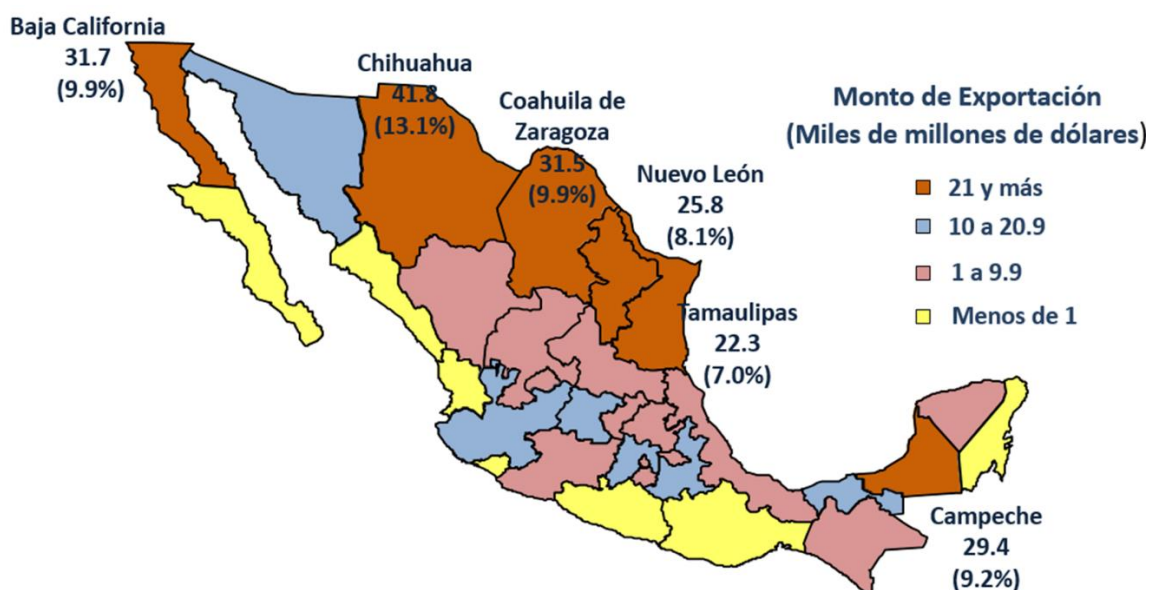 Baja California
31.7
(9.9%)
Chihuahua
41.8
(13.1%)
Coahuila de
Zaragoza
31.5
(9.9%)
Nuevo León
25.8
(8.1%)
Tamaulipas
22.3
(7.0%)
Campeche
29.4
(9.2%)
Monto de Exportación
(Miles de millones de dólares)
21 y más
10 a 20.9
1 a 9.9
Menos de 1